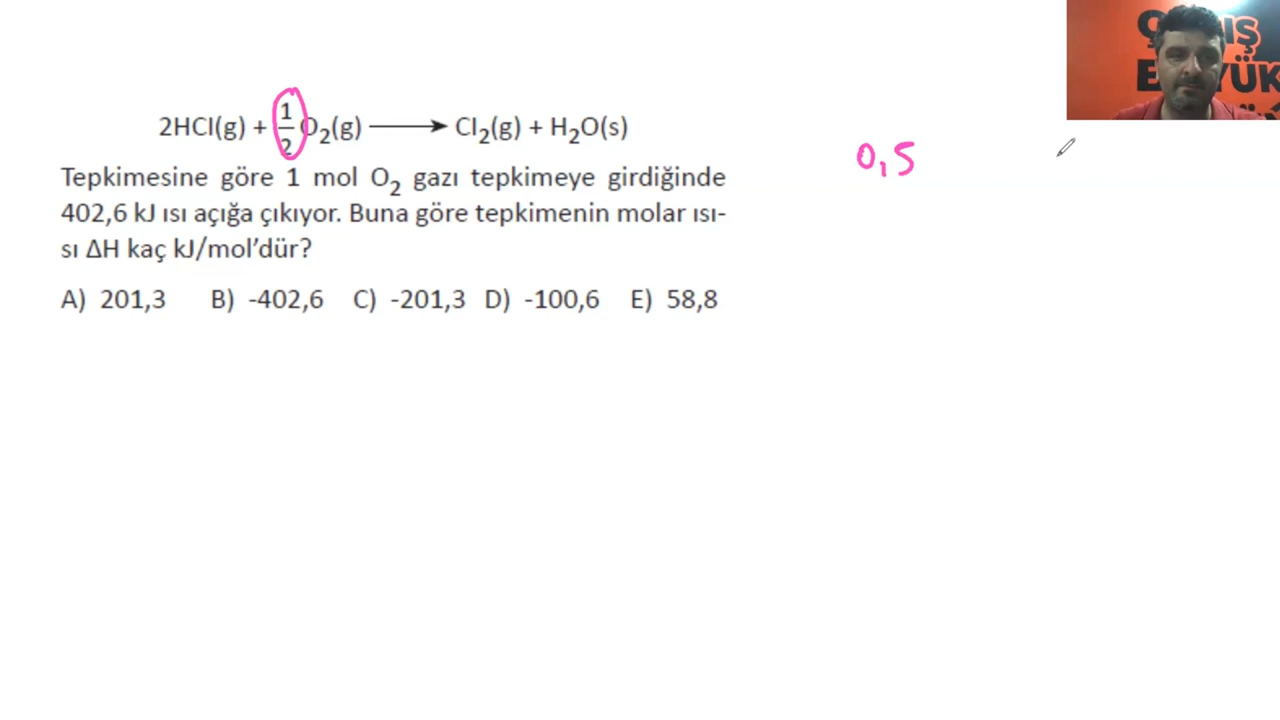 2HCl(g) + 1/2 O₂(g) ⟶ Cl₂(g) + H₂O(s)
0,5
Tepkimesine göre 1 mol O₂ gazı tepkimeye girdiğinde
402,6 kJ ısı açığa çıkıyor. Buna göre tepkimenin molar ısı-
sı ΔH kaç kJ/mol’dür?
A) 201,3 B) -402,6 C) -201,3 D) -100,6 E) 58,8